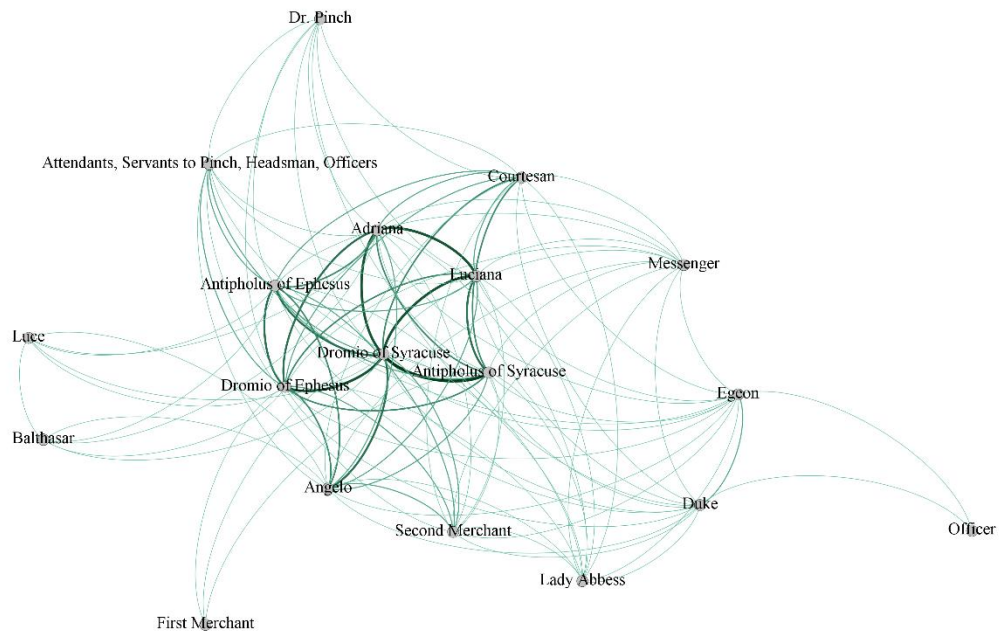 Dr. Pinch
Attendants, Servants to Pinch, Headsman, Officers
Courtesan
Adriana
Messenger
Luciana
Antipholus of Ephesus
Luce
Dromio of Syracuse
Antipholus of Syracuse
Dromio of Ephesus
Egeon
Balthasar
Angelo
Duke
Second Merchant
Officer
Lady Abbess
First Merchant